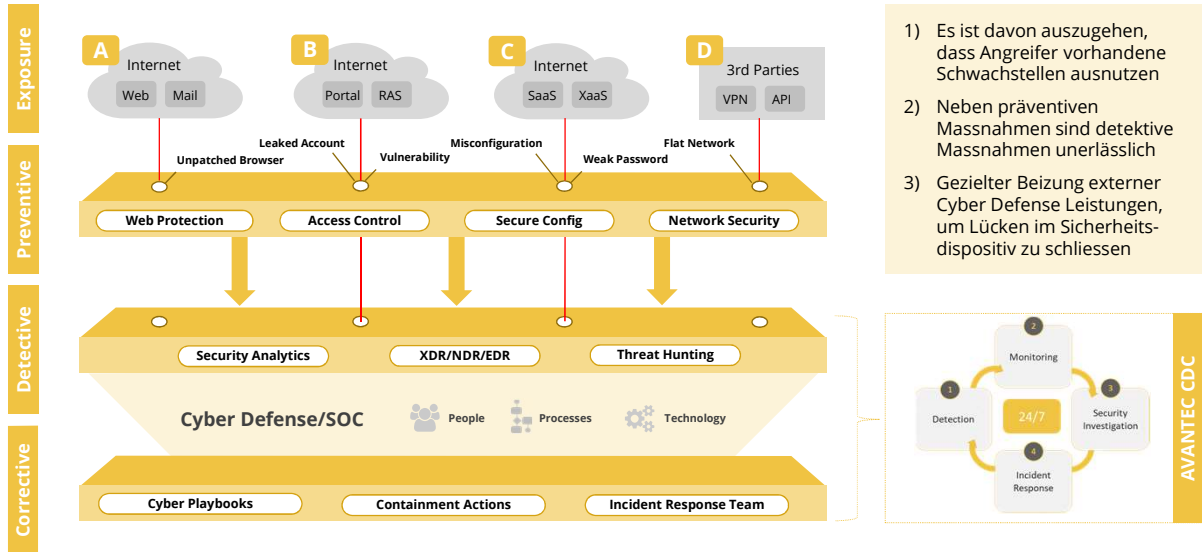 Exposure
A
Internet
Web
Mail
B
Internet
Portal
RAS
C
Internet
SaaS
XaaS
D
3rd Parties
VPN
API
Unpatched Browser
Leaked Account
Vulnerability
Misconfiguration
Weak Password
Flat Network
Preventive
Web Protection
Access Control
Secure Config
Network Security
Detective
Security Analytics
XDR/NDR/EDR
Threat Hunting
Cyber Defense/SOC
People
Processes
Technology
Corrective
Cyber Playbooks
Containment Actions
Incident Response Team
1) Es ist davon auszugehen,
dass Angreifer vorhandene
Schwachstellen ausnutzen
2) Neben präventiven
Massnahmen sind detektive
Massnahmen unerlässlich
3) Gezielter Beizung externer
Cyber Defense Leistungen,
um Lücken im Sicherheits-
dispositiv zu schliessen
2
Monitoring
1
Detection
24/7
3
Security
Investigation
4
Incident
Response
AVANTEC CDC